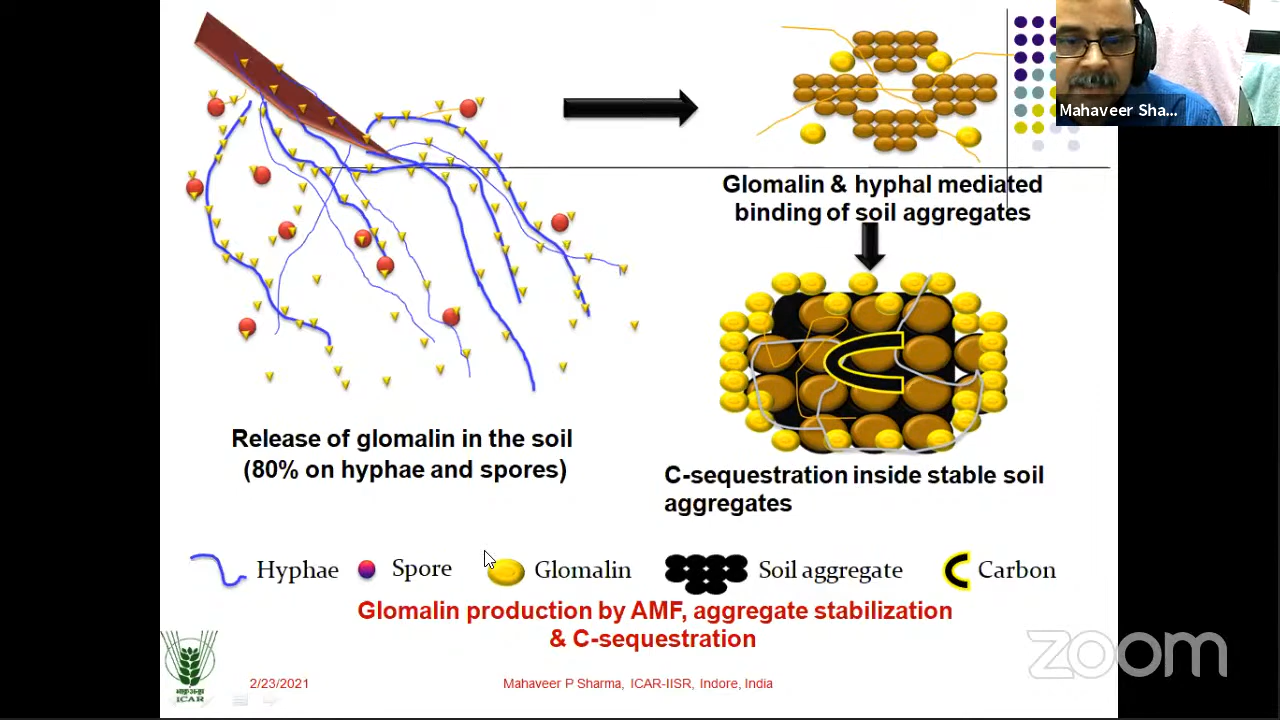 Mahaveer Sha...
Glomalin & hyphal mediated
binding of soil aggregates
Release of glomalin in the soil
(80% on hyphae and spores)
C-sequestration inside stable soil
aggregates
Hyphae
Spore
Glomalin
Soil aggregate
Carbon
Glomalin production by AMF, aggregate stabilization
& C-sequestration
ICAR
2/23/2021
Mahaveer P Sharma, ICAR-IISR, Indore, India
zoom